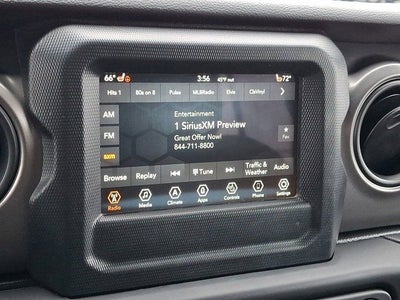 66° 3:56 45°F out 72°
Hits 1 80s on 8 Pulse MLBRadio Elvis ClsVinyl
AM
Entertainment
1 SiriusXM Preview
FM
Great Offer Now!
844-711-8800
Fav
sxm
Browse Replay Tune Traffic & Weather Audio
Radio Media Climate Apps Controls Phone Settings